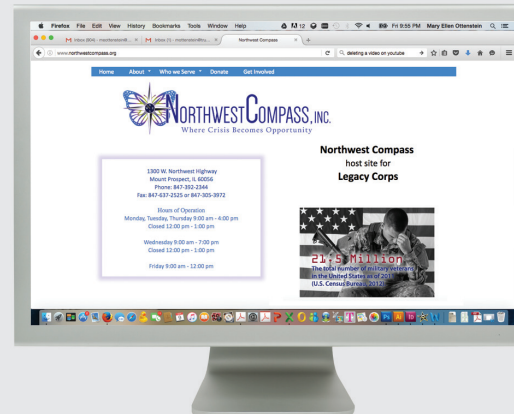 Firefox File Edit View History Bookmarks Tools Window Help
12
Fri 9:55 PM Mary Ellen Ottenstein
Northwest Compass
www.northwestcompass.org
deleting a video on youtube
Home About Who we Serve Donate Get Involved
NORTHWEST COMPASS, INC.
Where Crisis Becomes Opportunity
Northwest Compass
host site for
Legacy Corps
1300 W. Northwest Highway
Mount Prospect, IL 60056
Phone: 847-392-2344
Fax: 847-637-2525 or 847-305-3972
Hours of Operation
Monday, Tuesday, Thursday 9:00 am - 4:00 pm
Closed 12:00 pm - 1:00 pm
Wednesday 9:00 am - 7:00 pm
Closed 12:00 pm - 1:00 pm
Friday 9:00 am - 12:00 pm
21.5 Million
The total number of military veterans
in the United States as of
(U.S. Census Bureau, 2012)